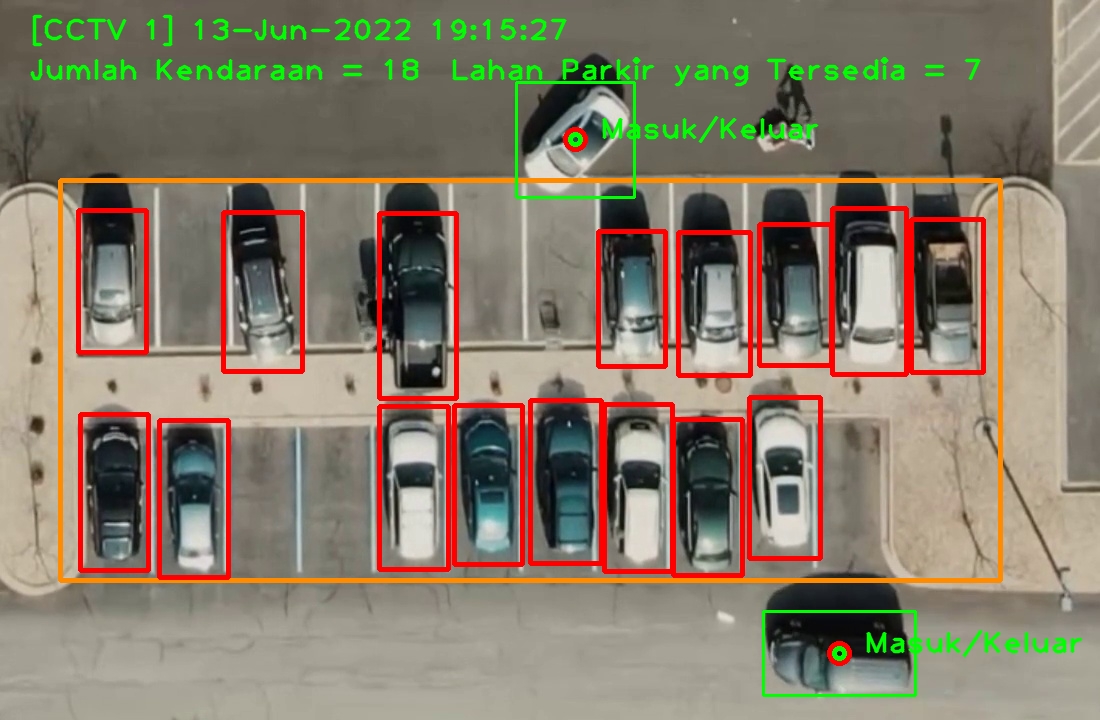 [CCTV 1] 13-Jun-2022 19:15:27
Jumlah Kendaraan = 18 Lahan Parkir yang Tersedia = 7
Masuk/Keluar
Masuk/Keluar